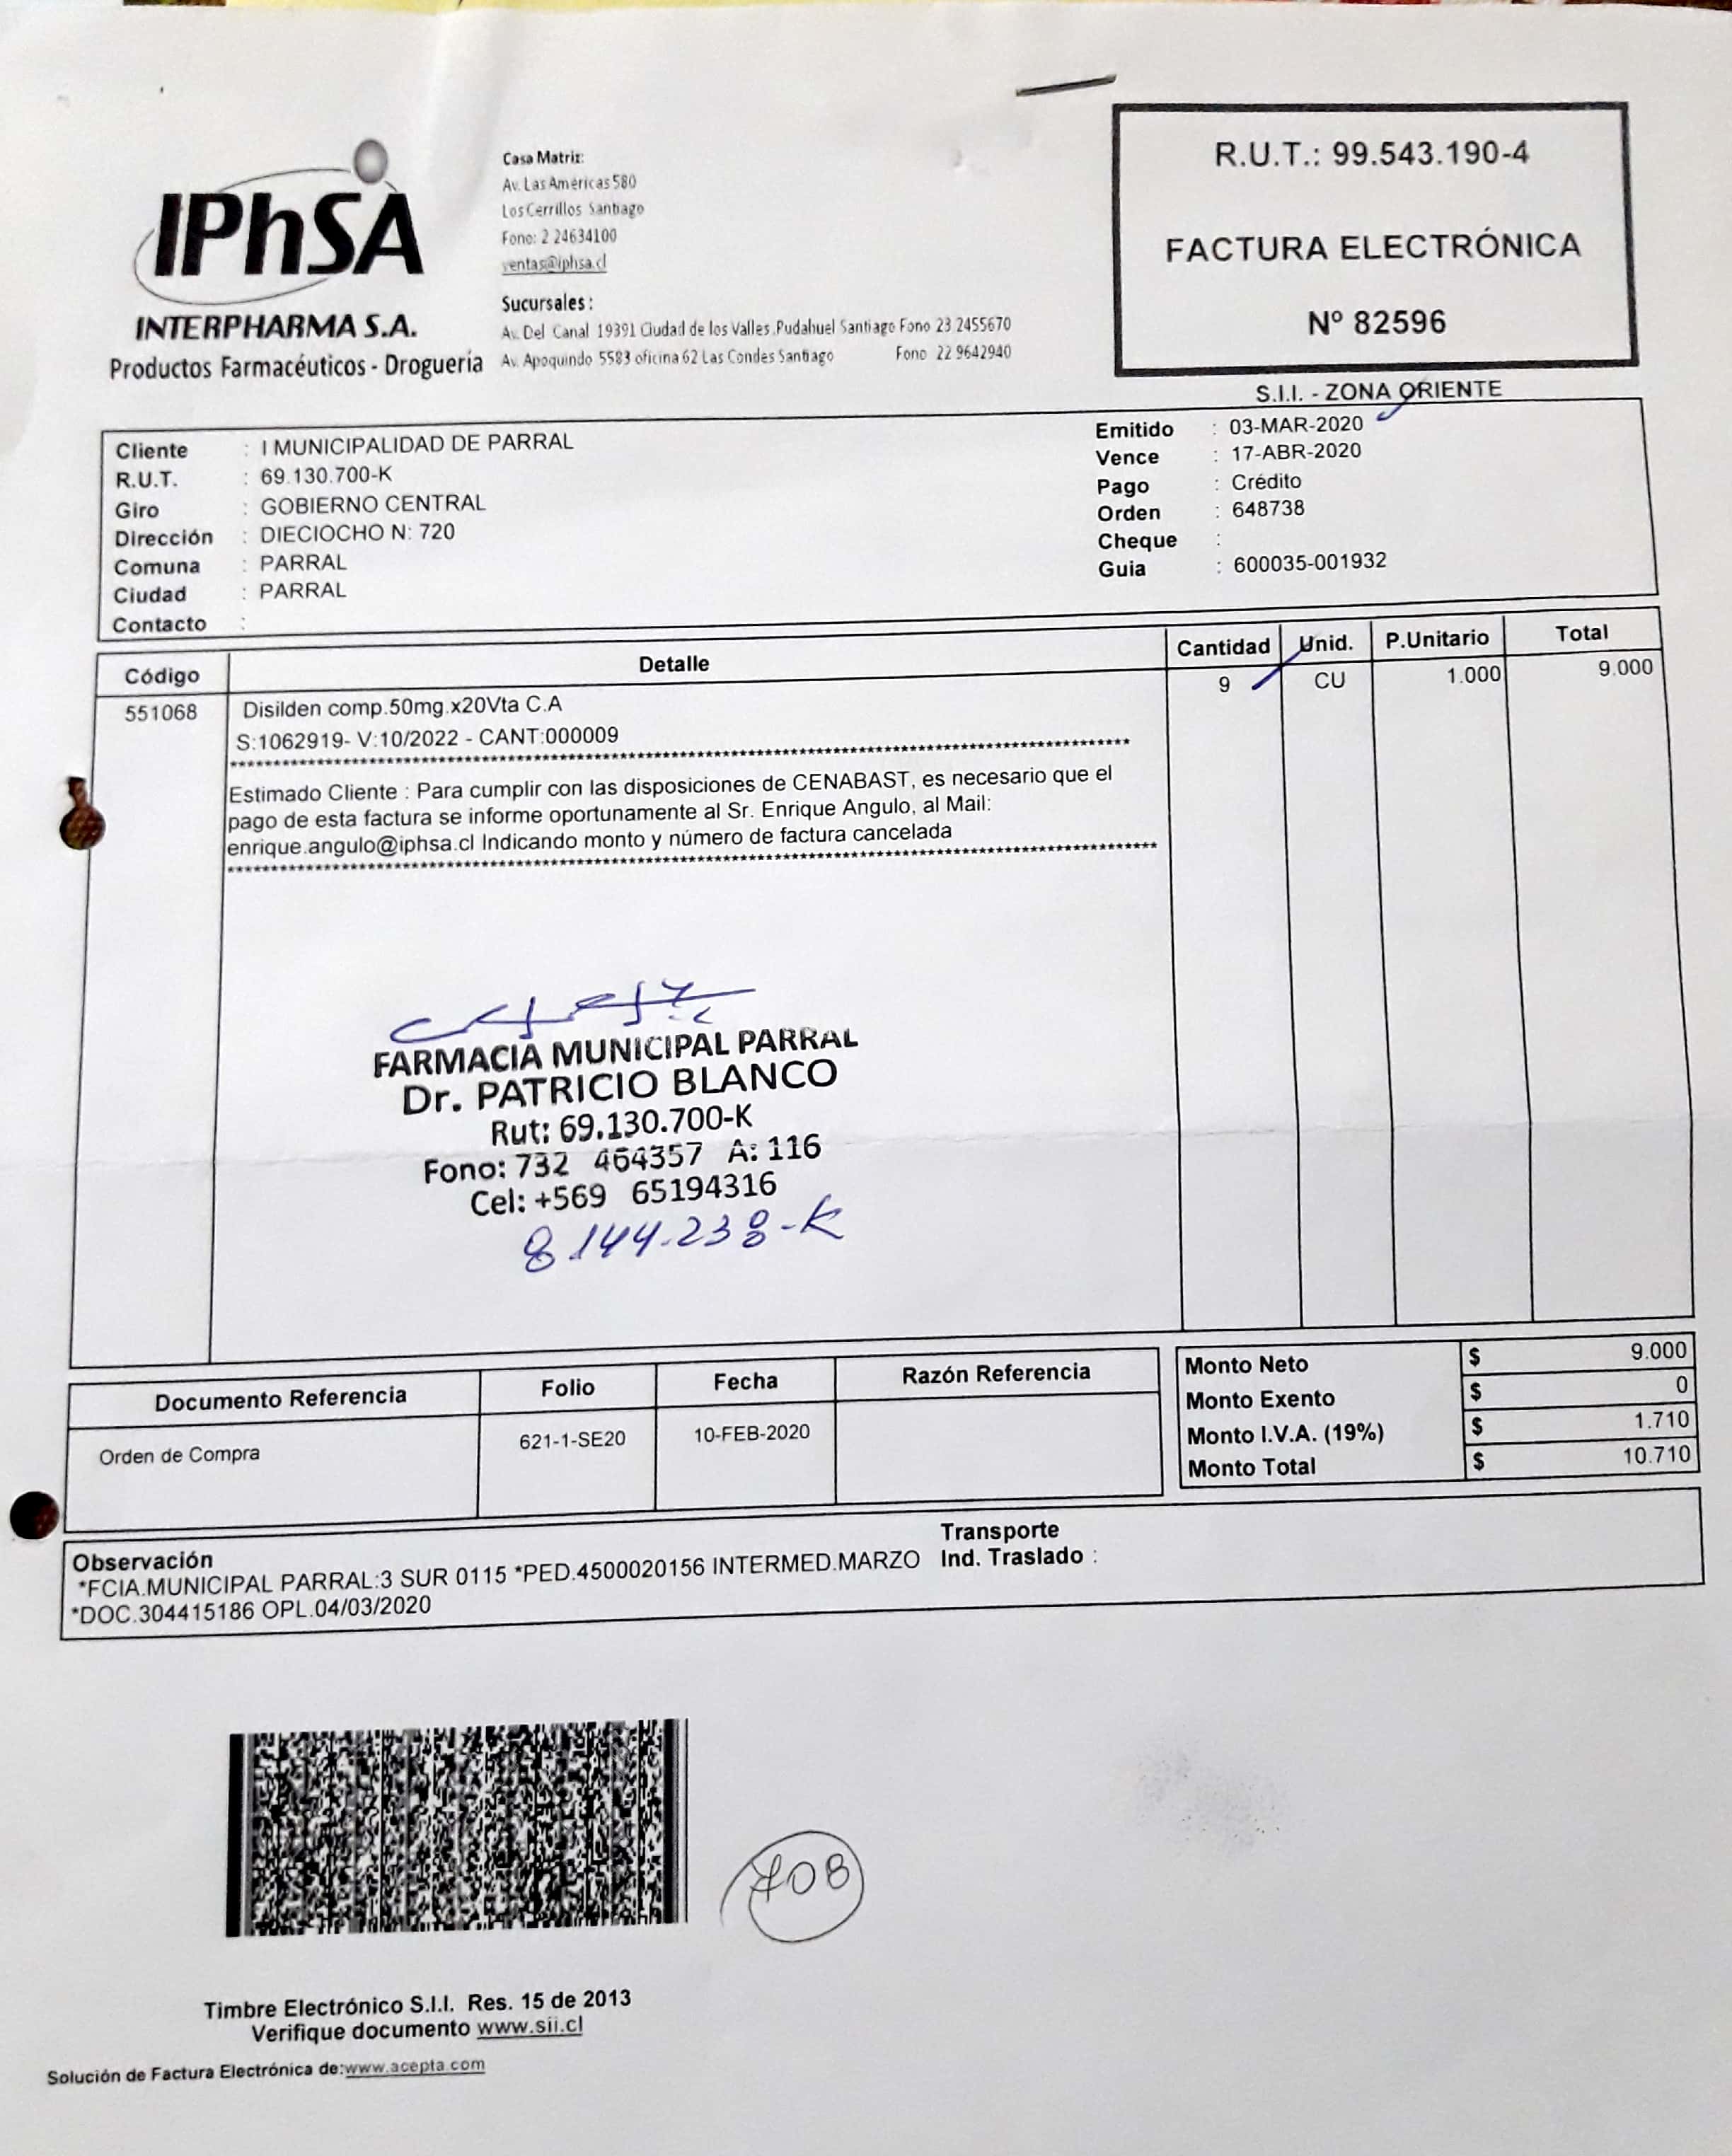 IPhSA
INTERPHARMA S.A.
Productos Farmacéuticos - Droguería
Casa Matriz:
Av. Las Américas 580
Los Cerrillos Santiago
Fono: 2 24634100
ventas@iphsa.cl
Sucursales :
Av. Del Canal 19391 Ciudad de los Valles .Pudahuel Santiago Fono 23 2455670
Av. Apoquindo 5583 oficina 62 Las Condes Santiago Fono 22 9642940
R.U.T.: 99.543.190-4
FACTURA ELECTRÓNICA
Nº 82596
S.I.I. - ZONA ORIENTE
Cliente : I MUNICIPALIDAD DE PARRAL
R.U.T. : 69.130.700-K
Giro : GOBIERNO CENTRAL
Dirección : DIECIOCHO N: 720
Comuna : PARRAL
Ciudad : PARRAL
Contacto :
Emitido : 03-MAR-2020
Vence : 17-ABR-2020
Pago : Crédito
Orden : 648738
Cheque :
Guia : 600035-001932
Código Detalle Cantidad Unid. P.Unitario Total
551068 Disilden comp.50mg.x20Vta C.A 9 CU 1.000 9.000
S:1062919- V:10/2022 - CANT:000009
Estimado Cliente : Para cumplir con las disposiciones de CENABAST, es necesario que el
pago de esta factura se informe oportunamente al Sr. Enrique Angulo, al Mail:
enrique.angulo@iphsa.cl Indicando monto y número de factura cancelada
FARMACIA MUNICIPAL PARRAL
Dr. PATRICIO BLANCO
Rut: 69.130.700-K
Fono: 732 464357 A: 116
Cel: +569 65194316
8.144.238-K
Documento Referencia Folio Fecha Razón Referencia
Orden de Compra 621-1-SE20 10-FEB-2020
Monto Neto $ 9.000
Monto Exento $ 0
Monto I.V.A. (19%) $ 1.710
Monto Total $ 10.710
Observación
*FCIA.MUNICIPAL PARRAL:3 SUR 0115 *PED.4500020156 INTERMED.MARZO
*DOC.304415186 OPL.04/03/2020
Transporte
Ind. Traslado :
708
Timbre Electrónico S.I.I. Res. 15 de 2013
Verifique documento www.sii.cl
Solución de Factura Electrónica de:www.acepta.com